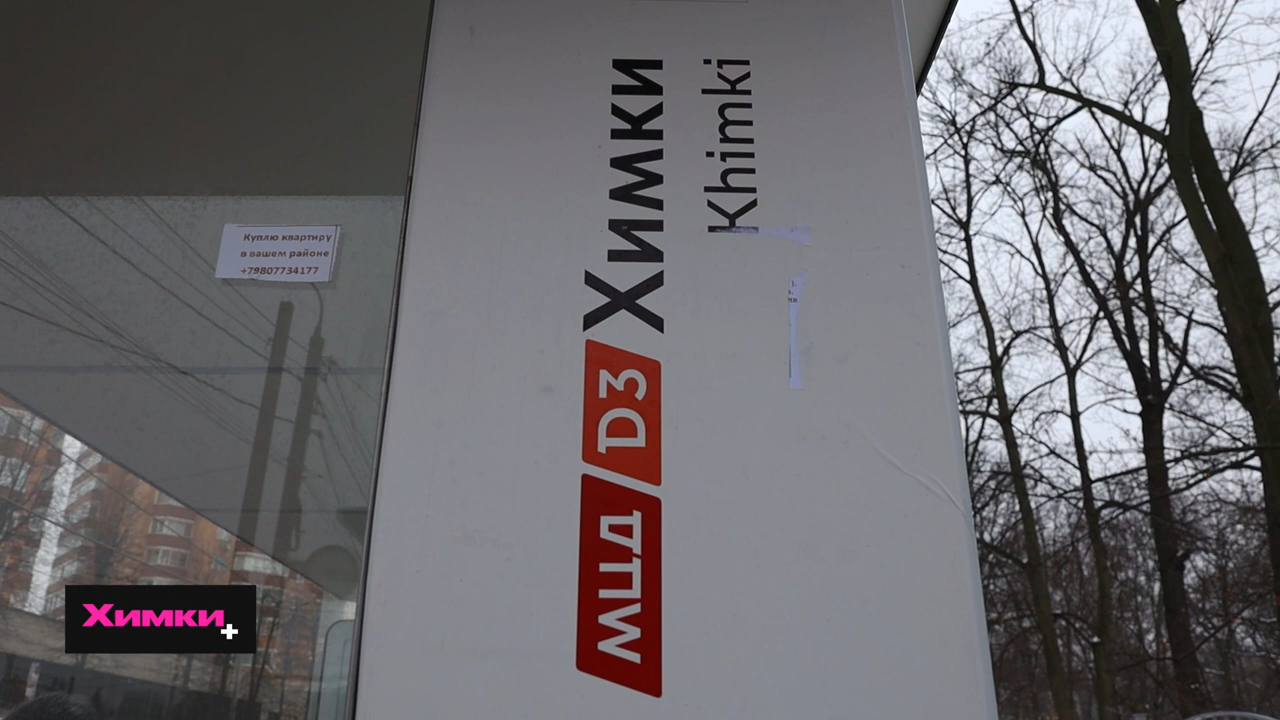 Куплю квартиру
в вашем районе
+79807734177
МЦД D3 Химки
Khimki
Химки+